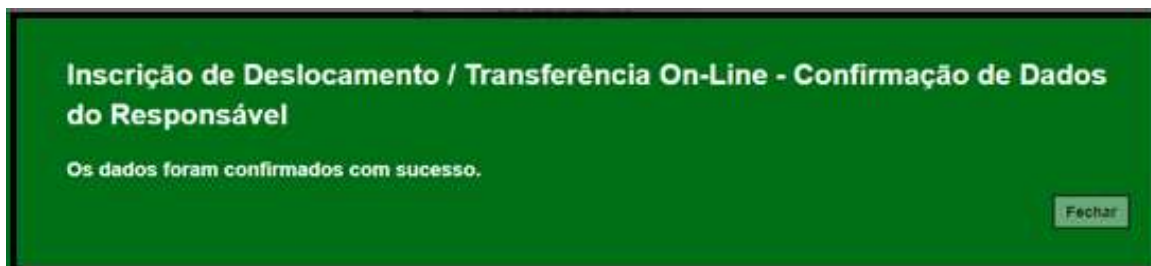 Inscrição de Deslocamento / Transferência On-Line - Confirmação de Dados
do Responsável
Os dados foram confirmados com sucesso.
Fechar